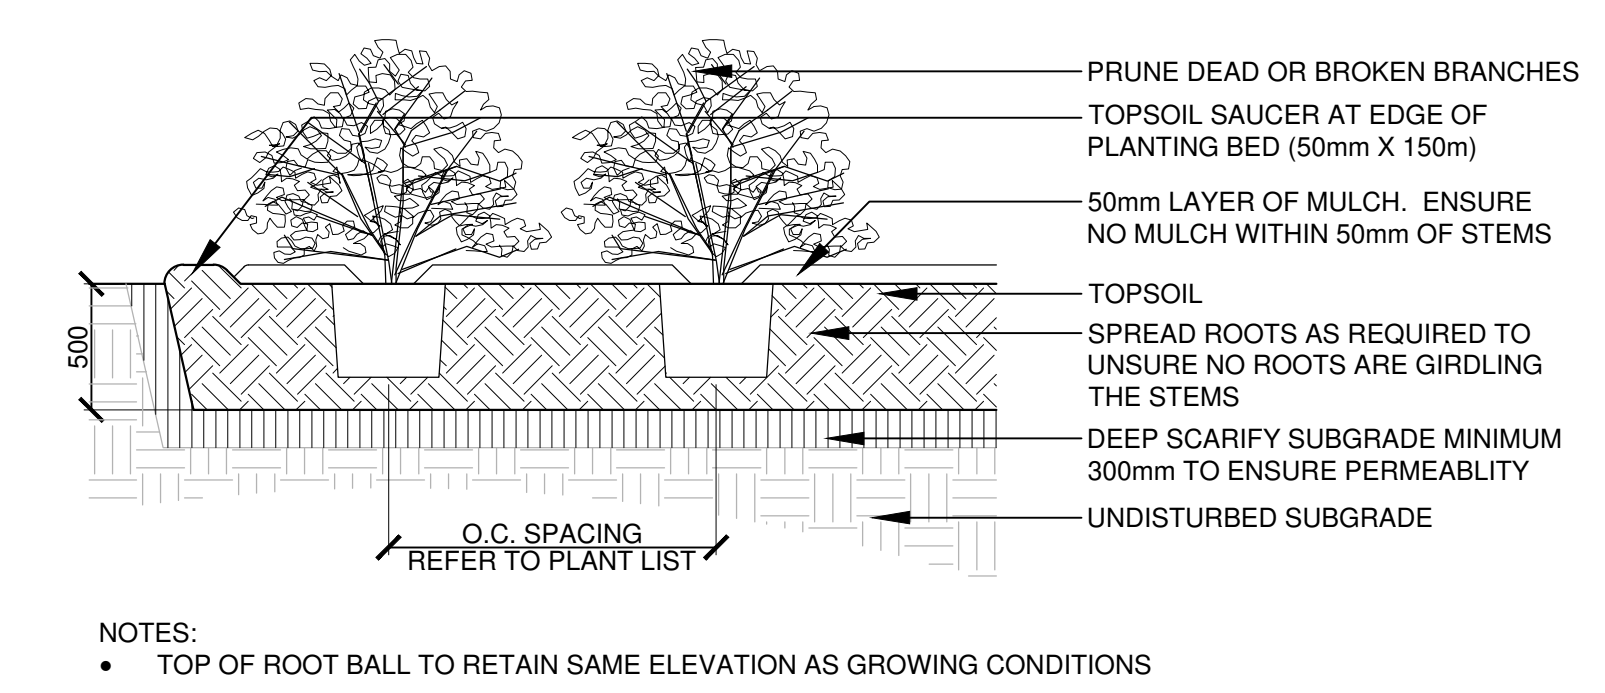 PRUNE DEAD OR BROKEN BRANCHES
TOPSOIL SAUCER AT EDGE OF
PLANTING BED (50mm X 150m)
50mm LAYER OF MULCH. ENSURE
NO MULCH WITHIN 50mm OF STEMS
TOPSOIL
SPREAD ROOTS AS REQUIRED TO
UNSURE NO ROOTS ARE GIRDLING
THE STEMS
DEEP SCARIFY SUBGRADE MINIMUM
300mm TO ENSURE PERMEABLITY
UNDISTURBED SUBGRADE
500
O.C. SPACING
REFER TO PLANT LIST
NOTES:
• TOP OF ROOT BALL TO RETAIN SAME ELEVATION AS GROWING CONDITIONS